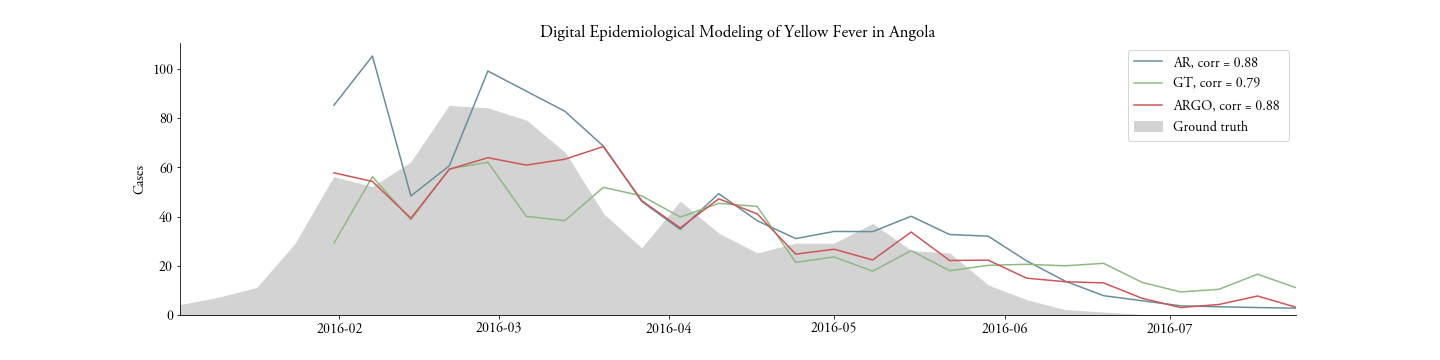 Digital Epidemiological Modeling of Yellow Fever in Angola
AR, corr = 0.88
GT, corr = 0.79
ARGO, corr = 0.88
Ground truth
Cases
100
80
60
40
20
0
2016-02
2016-03
2016-04
2016-05
2016-06
2016-07